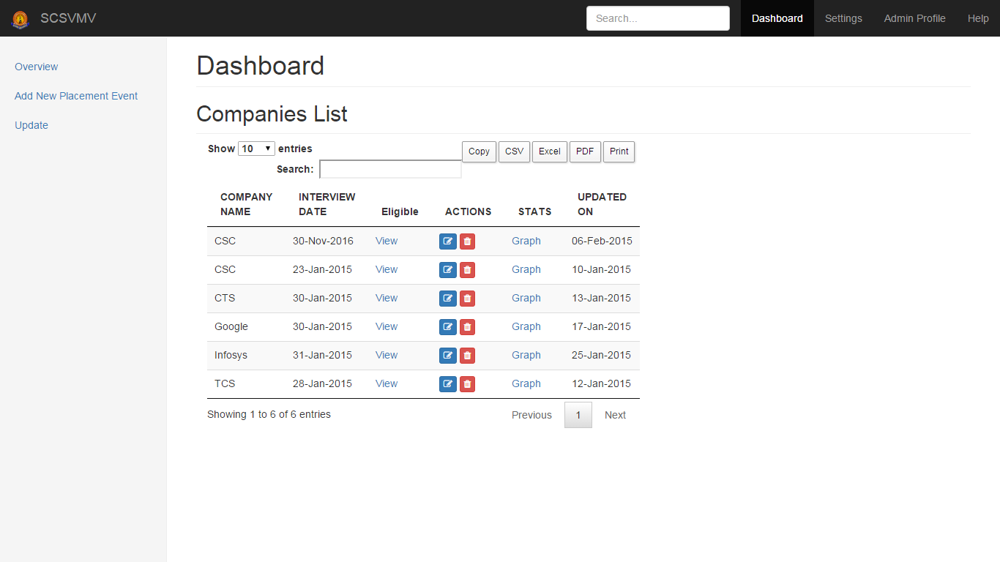 SCSVMV
Search...
Dashboard
Settings
Admin Profile
Help
Overview
Add New Placement Event
Update
Dashboard
Companies List
Show 10 entries
Copy CSV Excel PDF Print
Search:
COMPANY NAME INTERVIEW DATE Eligible ACTIONS STATS UPDATED ON
CSC 30-Nov-2016 View Graph 06-Feb-2015
CSC 23-Jan-2015 View Graph 10-Jan-2015
CTS 30-Jan-2015 View Graph 13-Jan-2015
Google 30-Jan-2015 View Graph 17-Jan-2015
Infosys 31-Jan-2015 View Graph 25-Jan-2015
TCS 28-Jan-2015 View Graph 12-Jan-2015
Showing 1 to 6 of 6 entries
Previous 1 Next